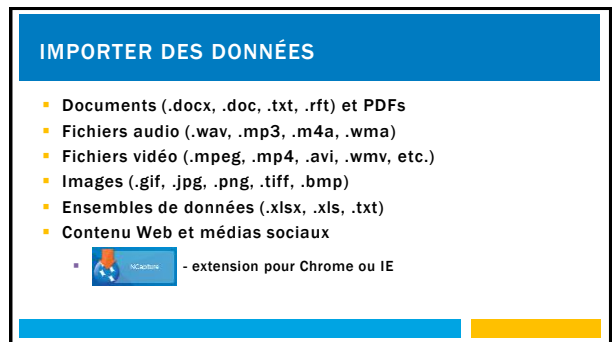 IMPORTER DES DONNÉES
Documents (.docx, .doc, .txt, .rft) et PDFs
Fichiers audio (.wav, .mp3, .m4a, .wma)
Fichiers vidéo (.mpeg, .mp4, .avi, .wmv, etc.)
Images (.gif, .jpg, .png, .tiff, .bmp)
Ensembles de données (.xlsx, .xls, .txt)
Contenu Web et médias sociaux
NCapture - extension pour Chrome ou IE